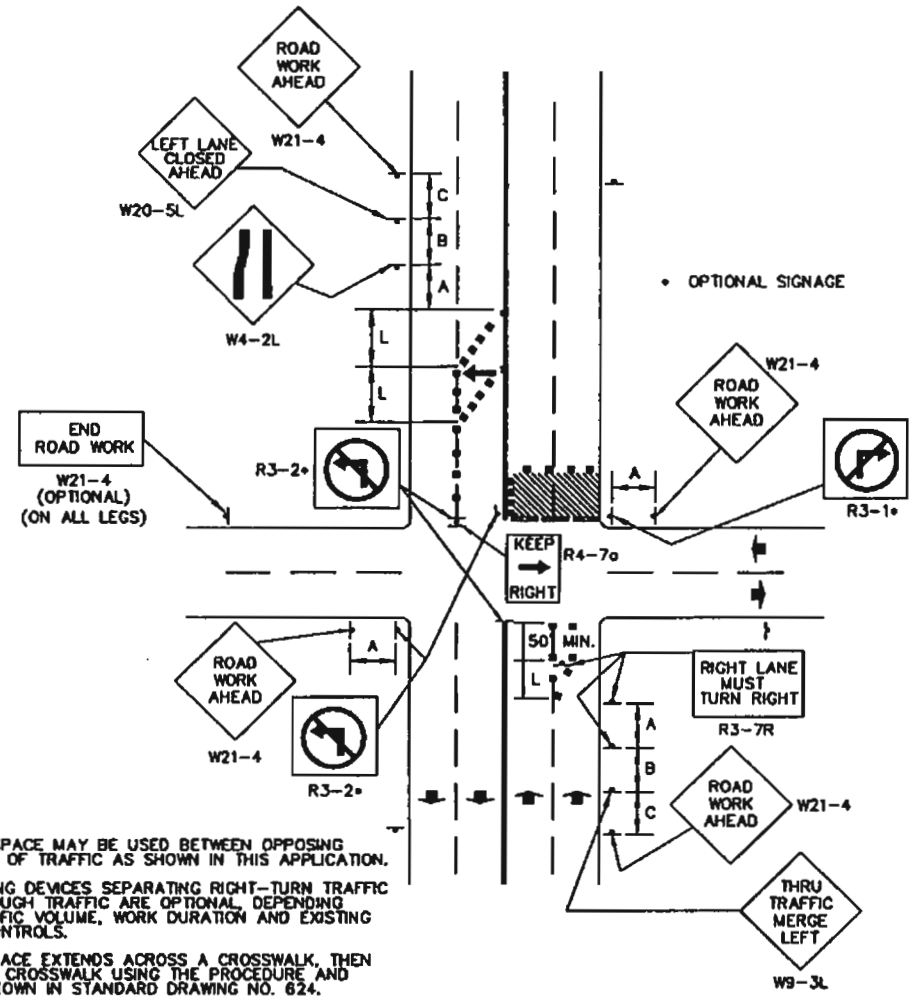 ROAD
WORK
AHEAD
W21-4
LEFT LANE
CLOSED
AHEAD
W20-5L
W4-2L
C
B
A
L
L
• OPTIONAL SIGNAGE
W21-4
ROAD
WORK
AHEAD
R3-1•
A
END
ROAD WORK
W21-4
(OPTIONAL)
(ON ALL LEGS)
R3-2•
KEEP
RIGHT
R4-7a
50 MIN.
L
ROAD
WORK
AHEAD
W21-4
A
R3-2•
RIGHT LANE
MUST
TURN RIGHT
R3-7R
A
B
C
ROAD
WORK
AHEAD
W21-4
THRU
TRAFFIC
MERGE
LEFT
W9-3L
SPACE MAY BE USED BETWEEN OPPOSING
OF TRAFFIC AS SHOWN IN THIS APPLICATION.
NG DEVICES SEPARATING RIGHT-TURN TRAFFIC
UGH TRAFFIC ARE OPTIONAL, DEPENDING
FIC VOLUME, WORK DURATION AND EXISTING
NTROLS.
ACE EXTENDS ACROSS A CROSSWALK, THEN
CROSSWALK USING THE PROCEDURE AND
OWN IN STANDARD DRAWING NO. 624.